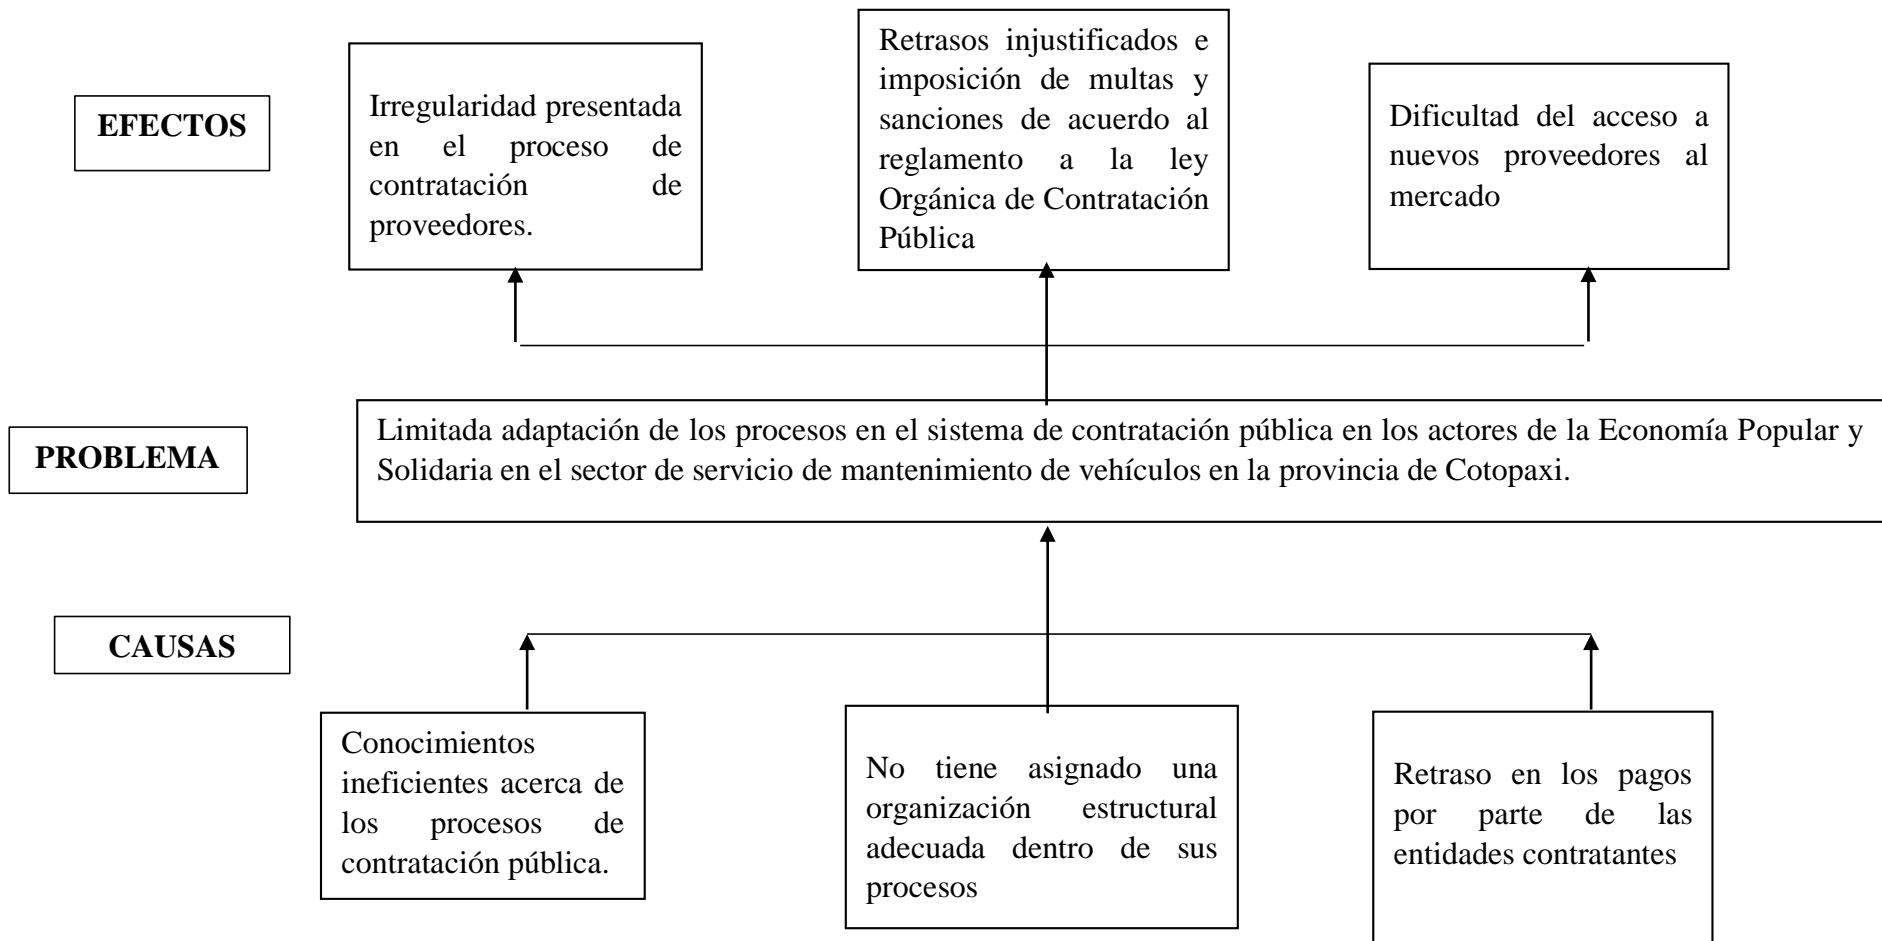 EFECTOS
Irregularidad presentada
en el proceso de
contratación de
proveedores.
Retrasos injustificados e
imposición de multas y
sanciones de acuerdo al
reglamento a la ley
Orgánica de Contratación
Pública
Dificultad del acceso a
nuevos proveedores al
mercado
PROBLEMA
Limitada adaptación de los procesos en el sistema de contratación pública en los actores de la Economía Popular y
Solidaria en el sector de servicio de mantenimiento de vehículos en la provincia de Cotopaxi.
CAUSAS
Conocimientos
ineficientes acerca de
los procesos de
contratación pública.
No tiene asignado una
organización estructural
adecuada dentro de sus
procesos
Retraso en los pagos
por parte de las
entidades contratantes